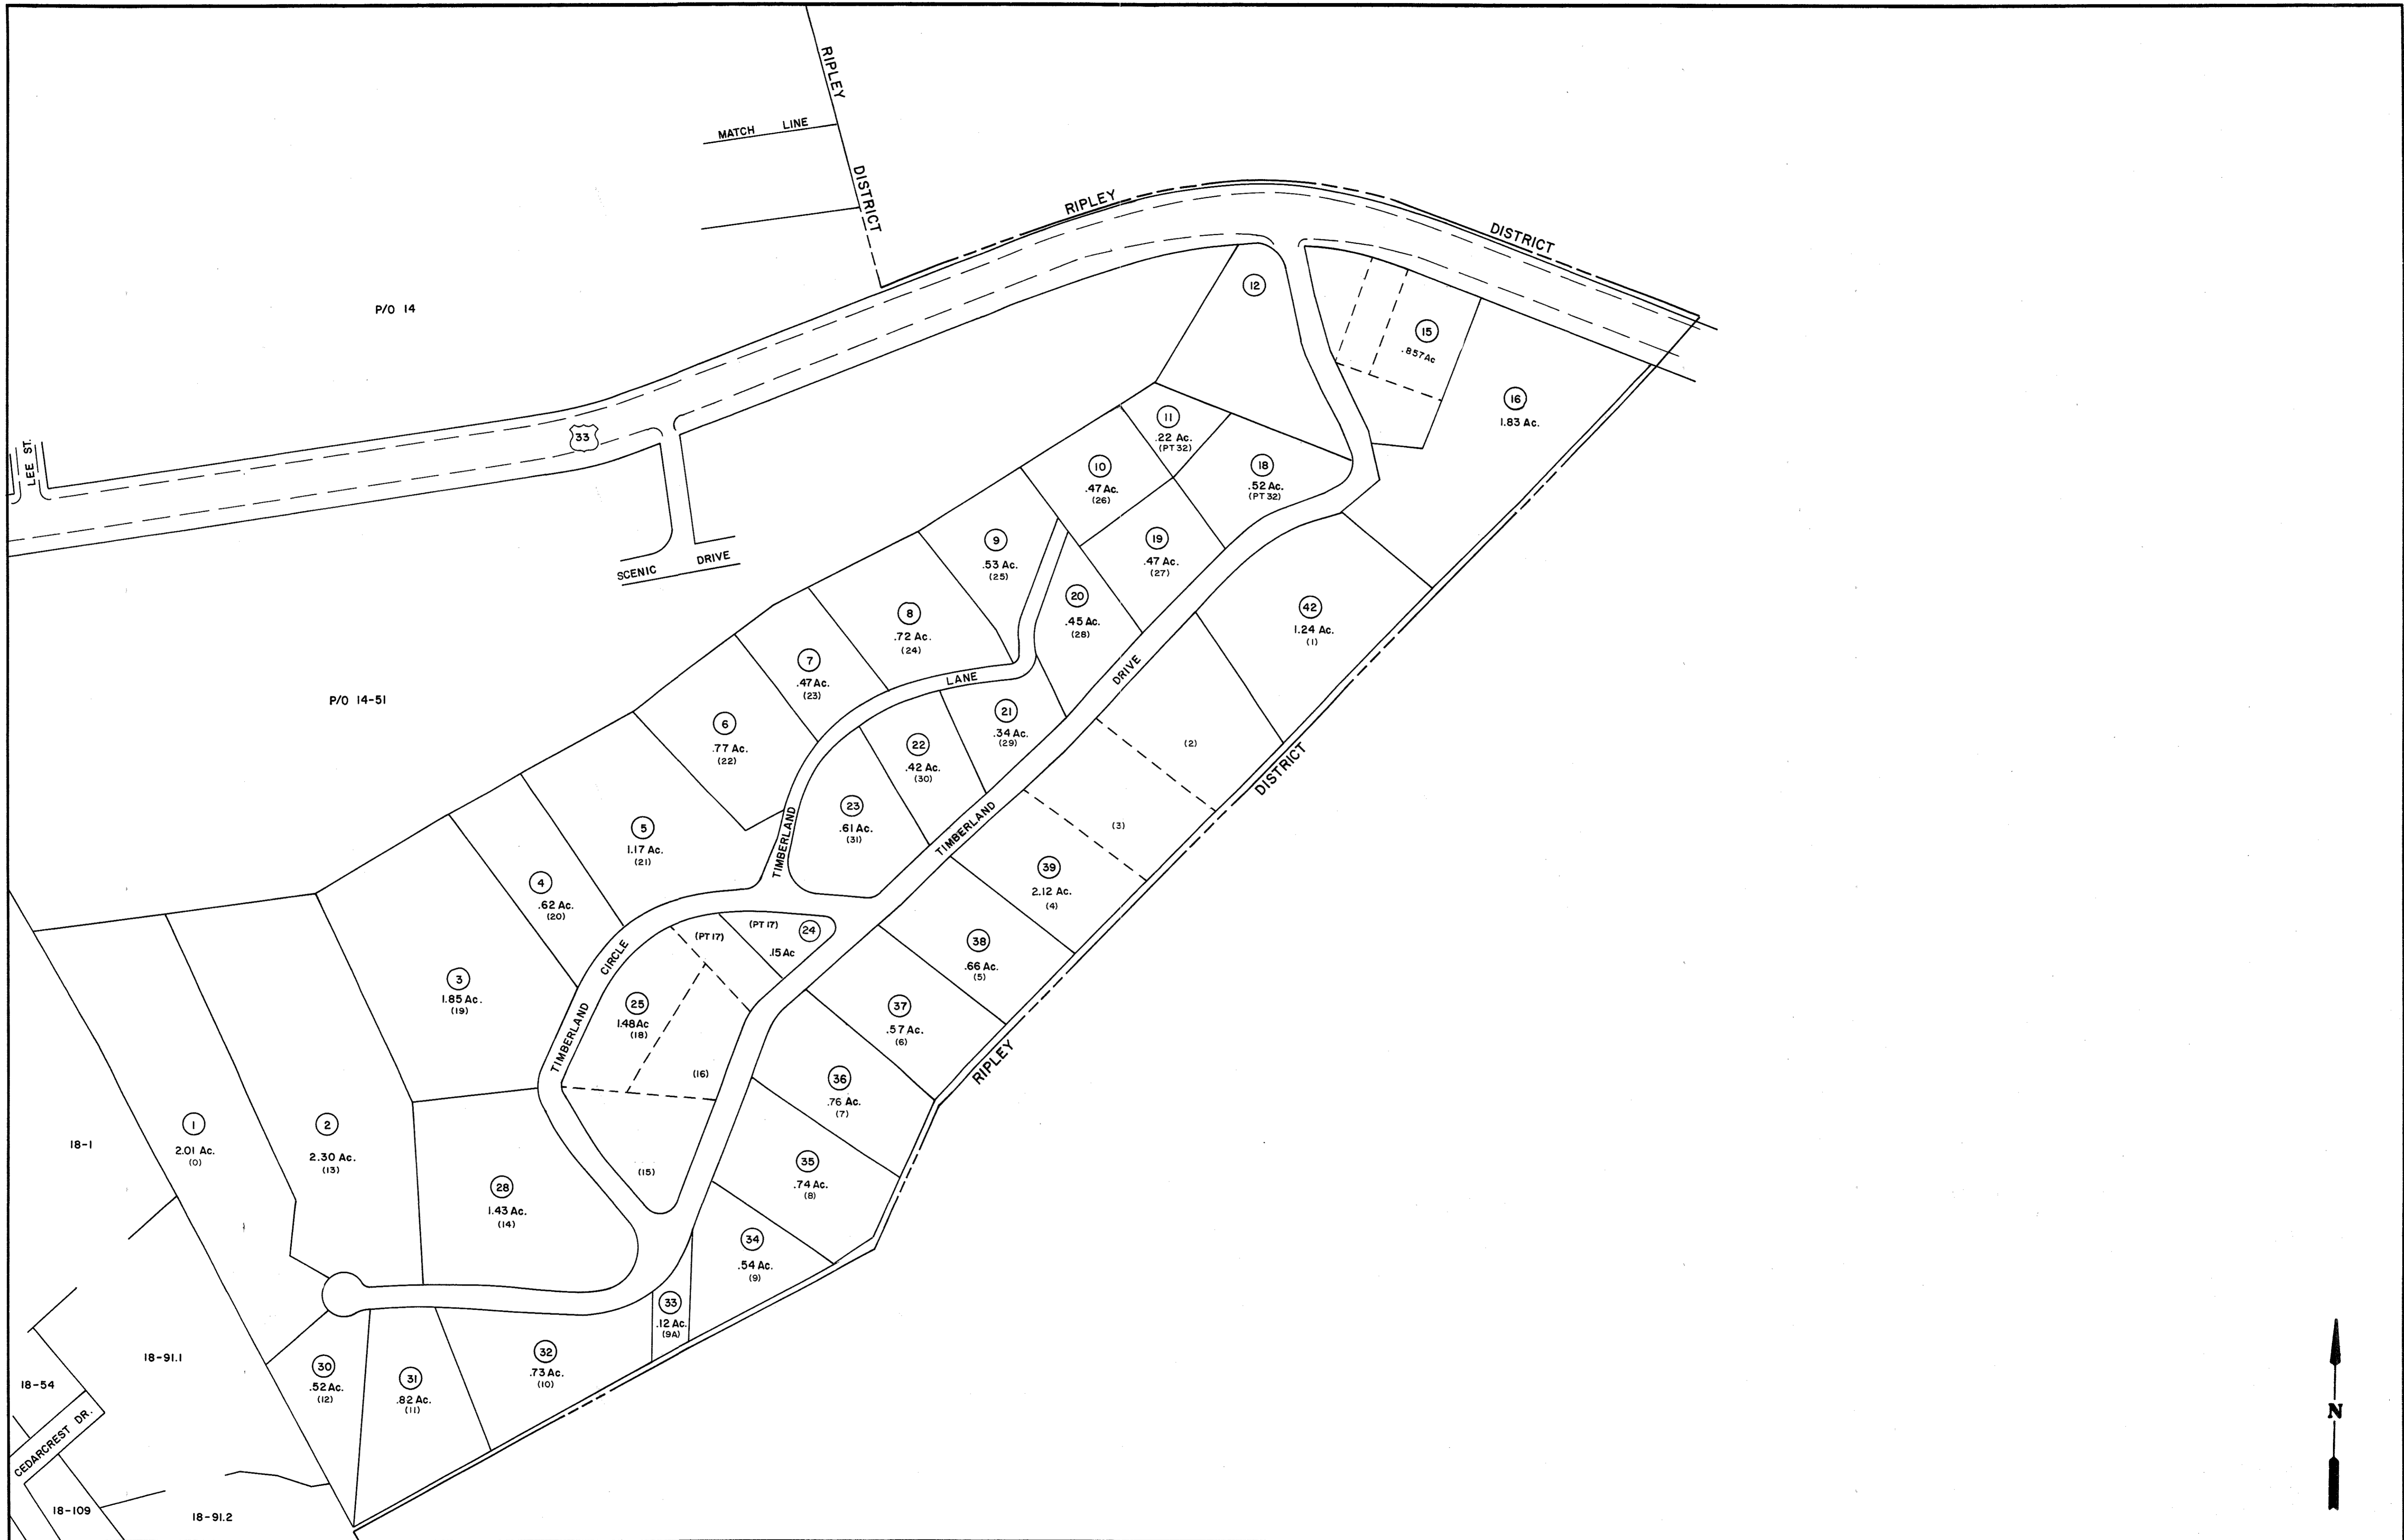 RIPLEY
DISTRICT
MATCH LINE
RIPLEY
DISTRICT
P/O 14
33
LEE ST.
SCENIC DRIVE
P/O 14-51
12
15
.857 Ac
16
1.83 Ac.
11
.22 Ac.
(PT 32)
18
.52 Ac.
(PT 32)
10
.47 Ac.
(26)
19
.47 Ac.
(27)
9
.53 Ac.
(25)
20
.45 Ac.
(28)
42
1.24 Ac.
(1)
8
.72 Ac.
(24)
7
.47 Ac.
(23)
6
.77 Ac.
(22)
TIMBERLAND LANE
TIMBERLAND DRIVE
21
.34 Ac.
(29)
22
.42 Ac.
(30)
23
.61 Ac.
(31)
(2)
(3)
39
2.12 Ac.
(4)
RIPLEY DISTRICT
5
1.17 Ac.
(21)
4
.62 Ac.
(20)
3
1.85 Ac.
(19)
TIMBERLAND CIRCLE
(PT 17)
(PT 17)
24
.15 Ac
25
1.48 Ac
(18)
(16)
(15)
38
.66 Ac.
(5)
37
.57 Ac.
(6)
36
.76 Ac.
(7)
35
.74 Ac.
(8)
34
.54 Ac.
(9)
33
.12 Ac.
(9A)
18-1
1
2.01 Ac.
(0)
2
2.30 Ac.
(13)
28
1.43 Ac.
(14)
32
.73 Ac.
(10)
31
.82 Ac.
(11)
30
.52 Ac.
(12)
18-91.1
18-54
CEDARCREST DR.
18-109
18-91.2
N